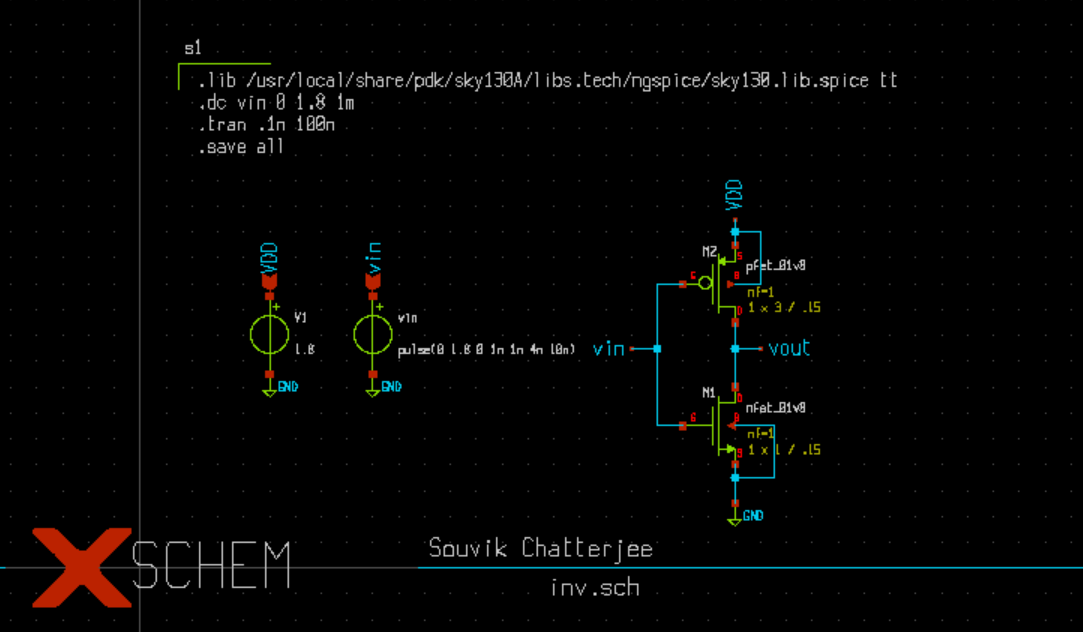 s1
.lib /usr/local/share/pdk/sky130A/libs.tech/ngspice/sky130.lib.spice tt
.dc vin 0 1.8 1m
.tran .1n 100n
.save all
VDD
VDD
vin
M2
S
pfet_01v8
G
B
nf=1
1 x 3 / .15
D
+
V1
1.8
+
vin
pulse(0 1.8 0 1n 1n 4n 10n)
vin
vout
GND
GND
M1
D
nfet_01v8
G
B
nf=1
1 x 1 / .15
S
GND
XSCHEM
Souvik Chatterjee
inv.sch